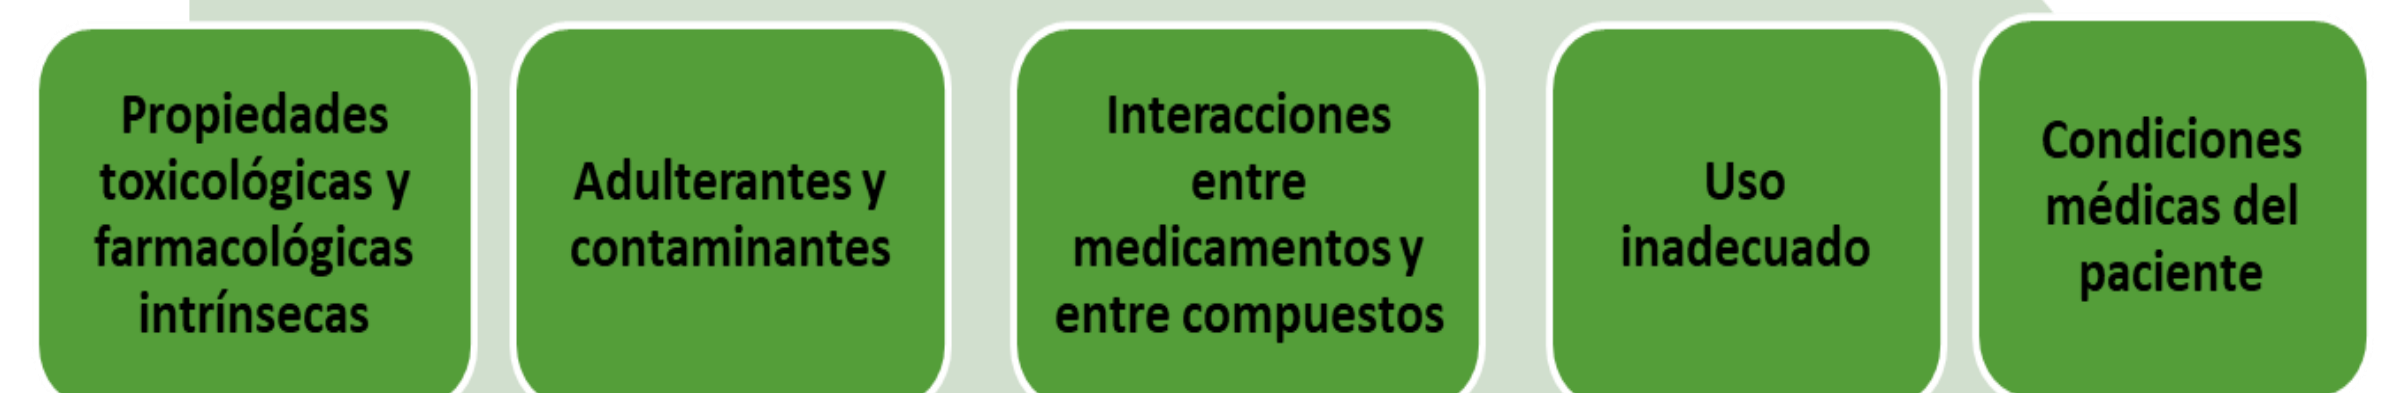 Propiedades
toxicológicas y
farmacológicas
intrínsecas
Adulterantes y
contaminantes
Interacciones
entre
medicamentos y
entre compuestos
Uso
inadecuado
Condiciones
médicas del
paciente